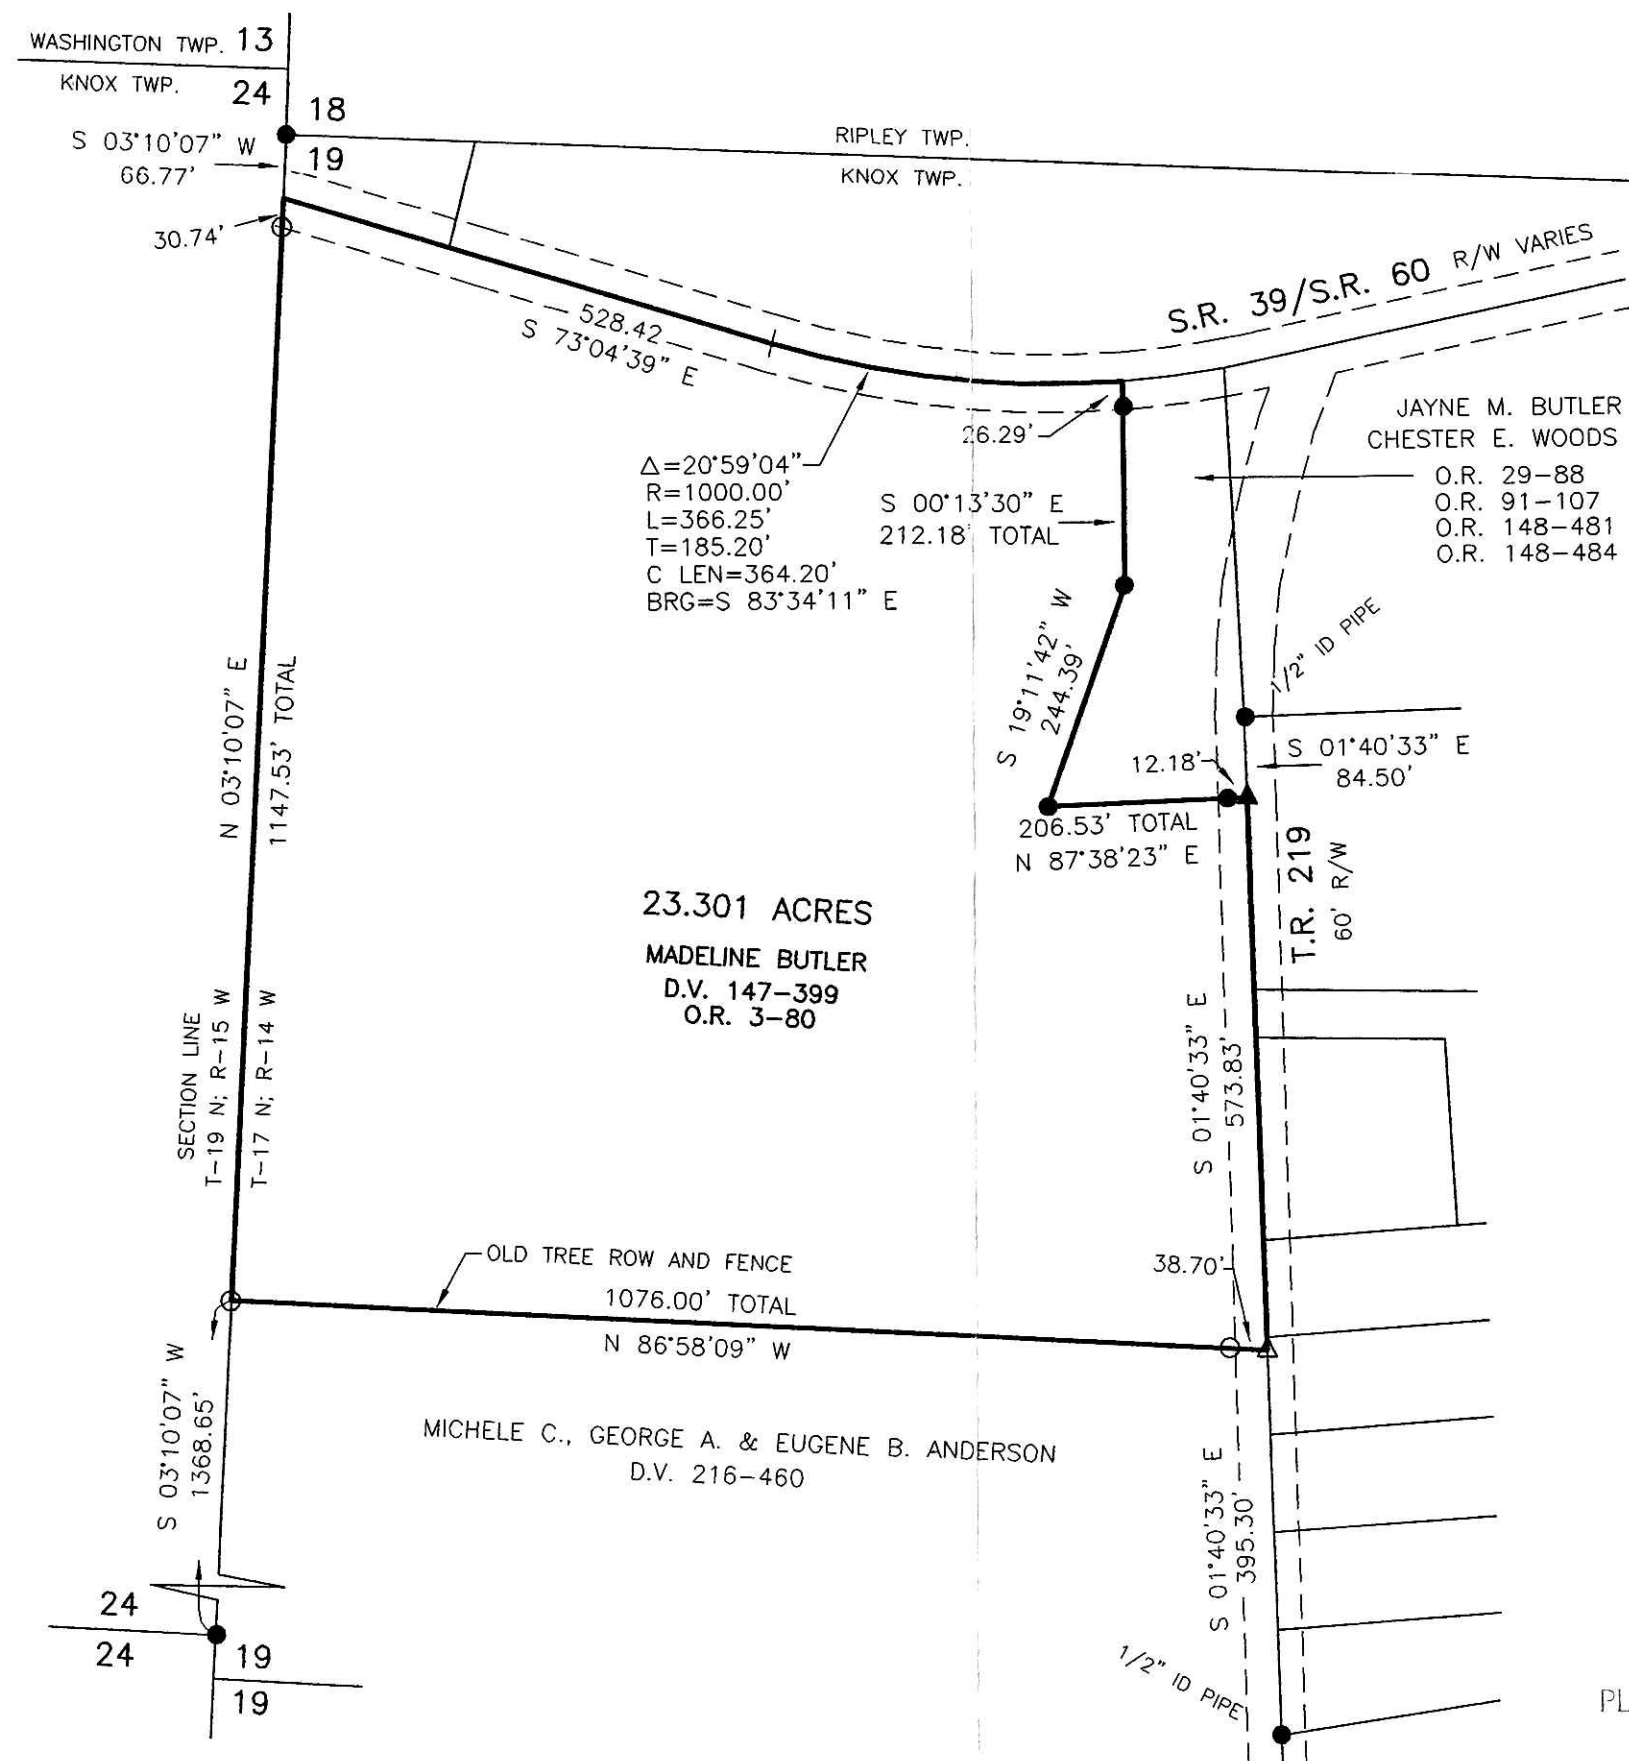 WASHINGTON TWP. 13
KNOX TWP. 24
18
19
S 03°10'07" W
66.77'
30.74'
RIPLEY TWP.
KNOX TWP.
S.R. 39/S.R. 60 R/W VARIES
528.42
S 73°04'39" E
JAYNE M. BUTLER
CHESTER E. WOODS
O.R. 29-88
O.R. 91-107
O.R. 148-481
O.R. 148-484
26.29'
Δ=20°59'04"
R=1000.00'
L=366.25'
T=185.20'
C LEN=364.20'
BRG=S 83°34'11" E
S 00°13'30" E
212.18' TOTAL
S 19°11'42" W
244.39'
1/2" ID PIPE
N 03°10'07" E
1147.53' TOTAL
12.18'
S 01°40'33" E
84.50'
206.53' TOTAL
N 87°38'23" E
T.R. 219
60' R/W
23.301 ACRES
MADELINE BUTLER
D.V. 147-399
O.R. 3-80
SECTION LINE
T-19 N; R-15 W
T-17 N; R-14 W
S 01°40'33" E
573.83'
38.70'
OLD TREE ROW AND FENCE
1076.00' TOTAL
N 86°58'09" W
S 03°10'07" W
1368.65'
MICHELE C., GEORGE A. & EUGENE B. ANDERSON
D.V. 216-460
S 01°40'33" E
395.30'
24
24
19
19
1/2" ID PIPE
PL